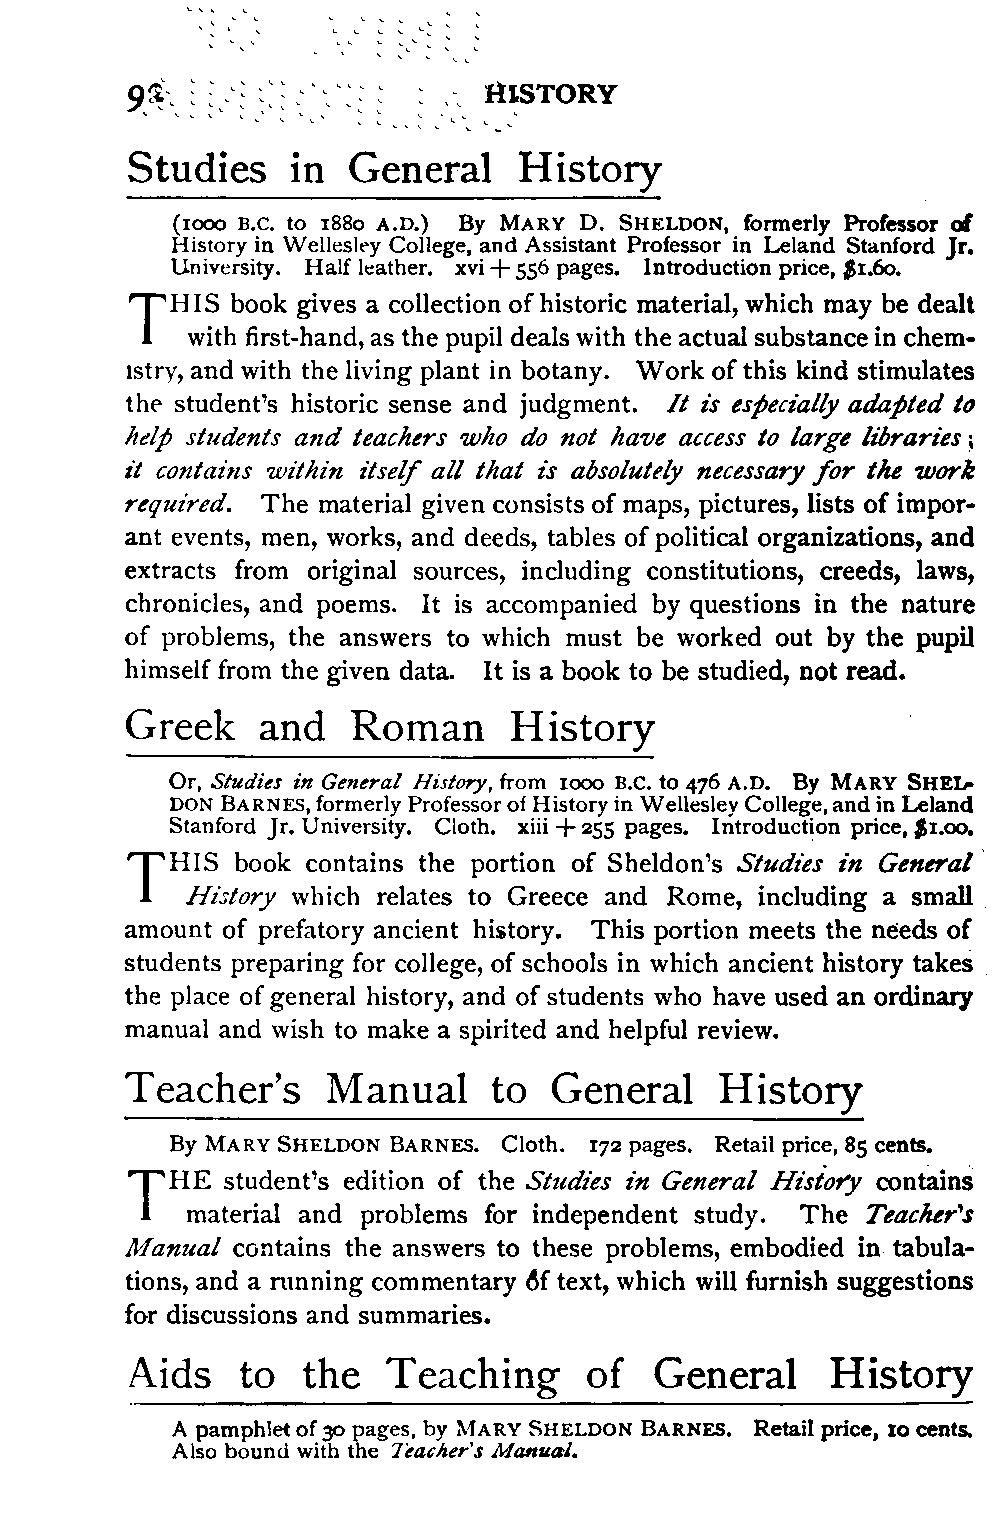 92 HISTORY
Studies in General History
(1000 B.C. to 1880 A.D.) By MARY D. SHELDON, formerly Professor of
History in Wellesley College, and Assistant Professor in Leland Stanford Jr.
University. Half leather. xvi + 556 pages. Introduction price, $1.60.
THIS book gives a collection of historic material, which may be dealt
with first-hand, as the pupil deals with the actual substance in chem-
istry, and with the living plant in botany. Work of this kind stimulates
the student's historic sense and judgment. It is especially adapted to
help students and teachers who do not have access to large libraries;
it contains within itself all that is absolutely necessary for the work
required. The material given consists of maps, pictures, lists of impor-
ant events, men, works, and deeds, tables of political organizations, and
extracts from original sources, including constitutions, creeds, laws,
chronicles, and poems. It is accompanied by questions in the nature
of problems, the answers to which must be worked out by the pupil
himself from the given data. It is a book to be studied, not read.
Greek and Roman History
Or, Studies in General History, from 1000 B.C. to 476 A.D. By MARY SHEL-
DON BARNES, formerly Professor of History in Wellesley College, and in Leland
Stanford Jr. University. Cloth. xiii + 255 pages. Introduction price, $1.00.
THIS book contains the portion of Sheldon's Studies in General
History which relates to Greece and Rome, including a small
amount of prefatory ancient history. This portion meets the needs of
students preparing for college, of schools in which ancient history takes
the place of general history, and of students who have used an ordinary
manual and wish to make a spirited and helpful review.
Teacher's Manual to General History
By MARY SHELDON BARNES. Cloth. 172 pages. Retail price, 85 cents.
THE student's edition of the Studies in General History contains
material and problems for independent study. The Teacher's
Manual contains the answers to these problems, embodied in tabula-
tions, and a running commentary of text, which will furnish suggestions
for discussions and summaries.
Aids to the Teaching of General History
A pamphlet of 30 pages, by MARY SHELDON BARNES. Retail price, 10 cents.
Also bound with the Teacher's Manual.